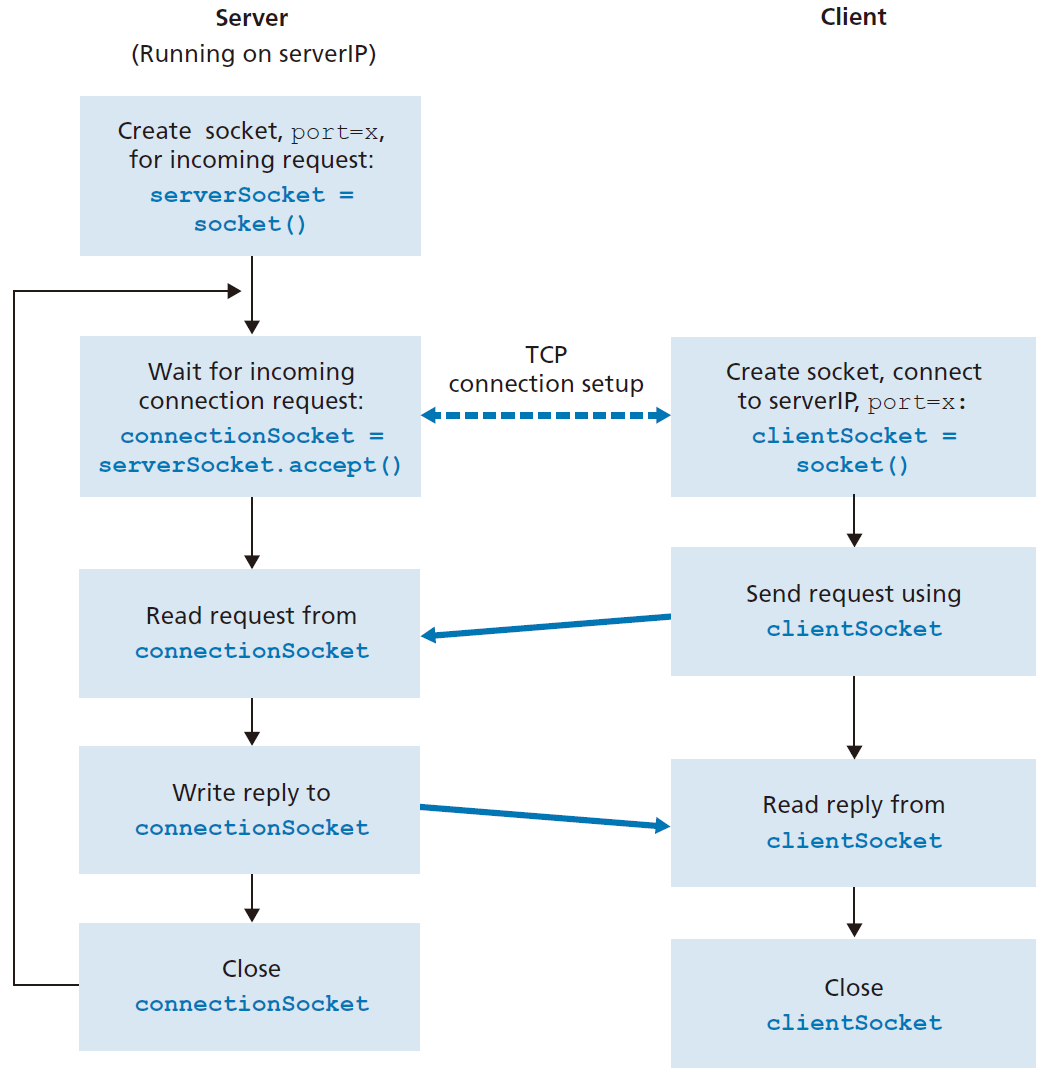 Server
(Running on serverIP)
Client
Create socket, port=x,
for incoming request:
serverSocket =
socket()
Wait for incoming
connection request:
connectionSocket =
serverSocket.accept()
TCP
connection setup
Create socket, connect
to serverIP, port=x:
clientSocket =
socket()
Read request from
connectionSocket
Send request using
clientSocket
Write reply to
connectionSocket
Read reply from
clientSocket
Close
connectionSocket
Close
clientSocket